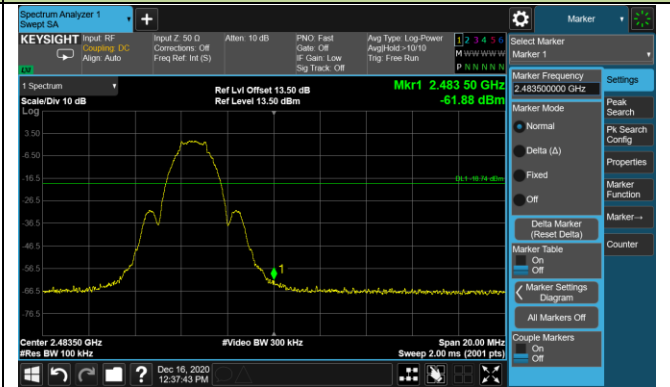 Spectrum Analyzer 1
Swept SA
+
Marker
KEYSIGHT
Input: RF
Coupling: DC
Align: Auto
Input Z: 50 Ω
Corrections: Off
Freq Ref: Int (S)
Atten: 10 dB
PNO: Fast
Gate: Off
IF Gain: Low
Sig Track: Off
Avg Type: Log-Power
Avg|Hold:>10/10
Trig: Free Run
1 2 3 4 5 6
M W W W W W
P N N N N N
Select Marker
Marker 1
1 Spectrum
Scale/Div 10 dB
Log
Ref Lvl Offset 13.50 dB
Ref Level 13.50 dBm
Mkr1 2.483 50 GHz
-61.88 dBm
3.50
-6.50
-16.5
-26.5
-36.5
-46.5
-56.5
-66.5
-76.5
DL1 -18.74 dBm
1
Center 2.48350 GHz
#Res BW 100 kHz
#Video BW 300 kHz
Span 20.00 MHz
Sweep 2.00 ms (2001 pts)
Marker Frequency
2.483500000 GHz
Marker Mode
Normal
Delta (Δ)
Fixed
Off
Delta Marker
(Reset Delta)
Marker Table
On
Off
Marker Settings
Diagram
All Markers Off
Couple Markers
On
Off
Settings
Peak
Search
Pk Search
Config
Properties
Marker
Function
Marker→
Counter
?
Dec 16, 2020
12:37:43 PM